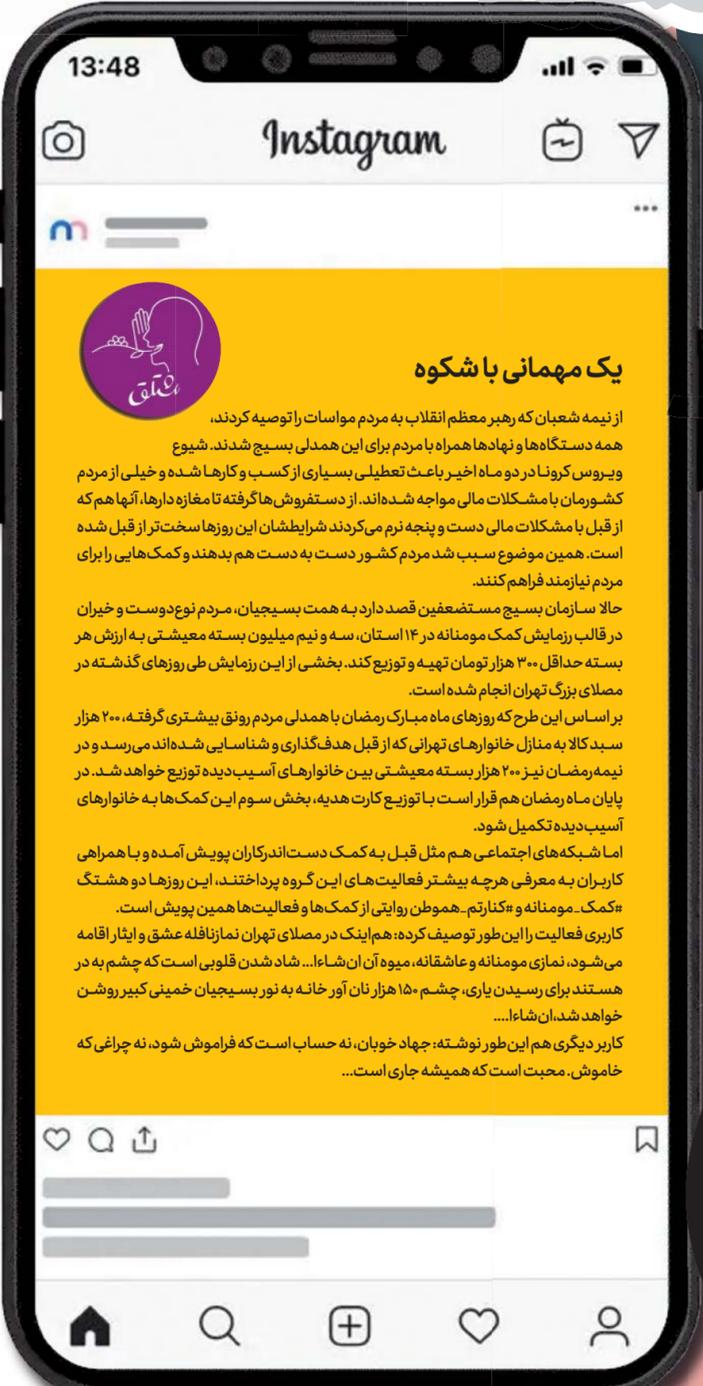 13:48
Instagram
یک مهمانی با شکوه
از نیمه شعبان که رهبر معظم انقلاب به مردم مواسات را توصیه کردند،
همه دستگاه‌ها و نهادها همراه با مردم برای این همدلی بسیج شدند. شیوع
ویروس کرونا در دو ماه اخیر باعث تعطیلی بسیاری از کسب و کارها شده و خیلی از مردم
کشورمان با مشکلات مالی مواجه شده‌اند. از دستفروش‌ها گرفته تا مغازه دارها، آنها هم که
از قبل با مشکلات مالی دست و پنجه نرم می‌کردند شرایطشان این روزها سخت‌تر از قبل شده
است. همین موضوع سبب شد مردم کشور دست به دست هم بدهند و کمک‌هایی را برای
مردم نیازمند فراهم کنند.
حالا سازمان بسیج مستضعفین قصد دارد به همت بسیجیان، مردم نوع‌دوست و خیران
در قالب رزمایش کمک مومنانه در ۱۴ استان، سه و نیم میلیون بسته معیشتی به ارزش هر
بسته حداقل ۳۰۰ هزار تومان تهیه و توزیع کند. بخشی از این رزمایش طی روزهای گذشته در
مصلای بزرگ تهران انجام شده است.
بر اساس این طرح که روزهای ماه مبارک رمضان با همدلی مردم رونق بیشتری گرفته، ۲۰۰ هزار
سبد کالا به منازل خانوارهای تهرانی که از قبل هدف‌گذاری و شناسایی شده‌اند می‌رسد و در
نیمه‌رمضان نیز ۲۰۰ هزار بسته معیشتی بین خانوارهای آسیب‌دیده توزیع خواهد شد. در
پایان ماه رمضان هم قرار است با توزیع کارت هدیه، بخش سوم این کمک‌ها به خانوارهای
آسیب‌دیده تکمیل شود.
اما شبکه‌های اجتماعی هم مثل قبل به کمک دست‌اندرکاران پویش آمده و با همراهی
کاربران به معرفی هرچه بیشتر فعالیت‌های این گروه پرداختند، این روزها دو هشتگ
#کمک_مومنانه و #کنارتم_هموطن روایتی از کمک‌ها و فعالیت‌ها همین پویش است.
کاربری فعالیت را این‌طور توصیف کرده: هم‌اینک در مصلای تهران نمازنافله عشق و ایثار اقامه
می‌شود، نمازی مومنانه و عاشقانه، میوه آن ان‌شاءا... شاد شدن قلوبی است که چشم به در
هستند برای رسیدن یاری، چشم ۱۵۰ هزار نان آور خانه به نور بسیجیان خمینی کبیر روشن
خواهد شد، ان‌شاءا....
کاربر دیگری هم این‌طور نوشته: جهاد خوبان، نه حساب است که فراموش شود، نه چراغی که
خاموش. محبت است که همیشه جاری است...